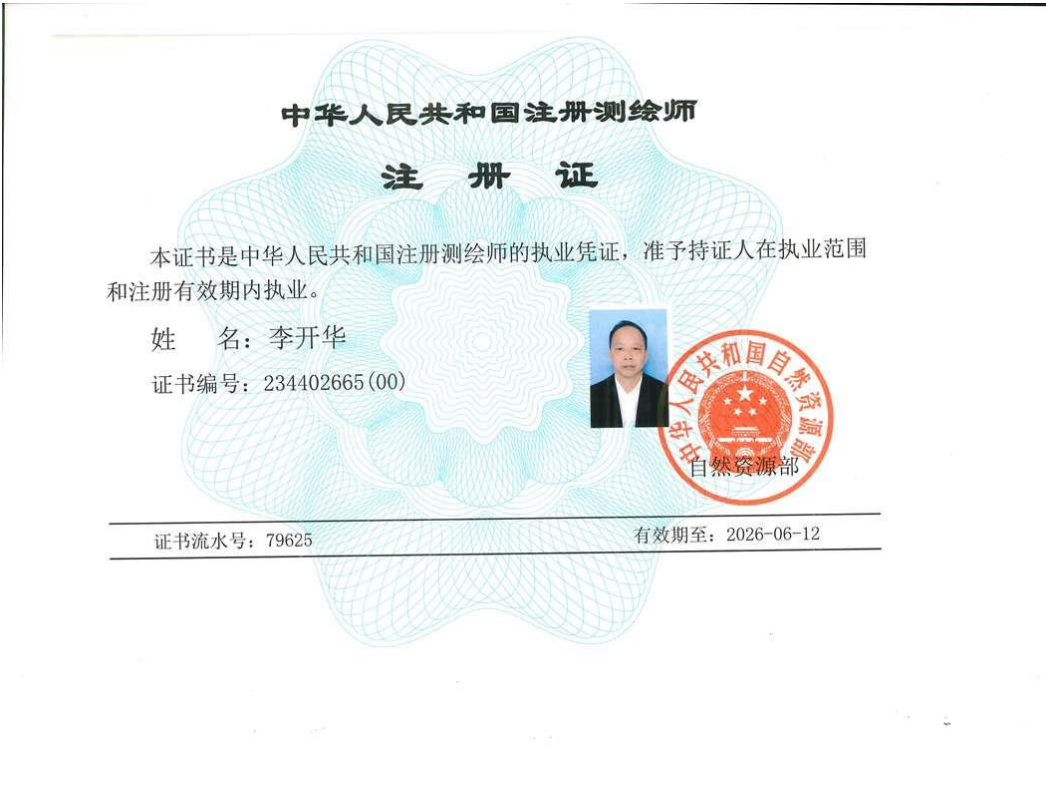 中华人民共和国注册测绘师
注 册 证
本证书是中华人民共和国注册测绘师的执业凭证，准予持证人在执业范围
和注册有效期内执业。
姓 名：李开华
证书编号：234402665(00)
中华人民共和国自然资源部
自然资源部
证书流水号：79625
有效期至：2026-06-12